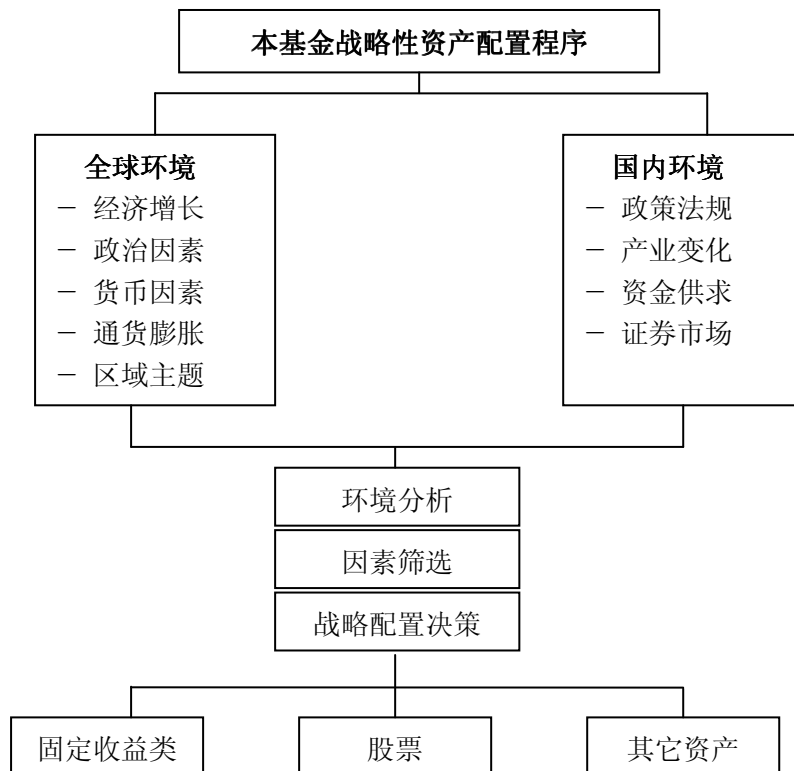 本基金战略性资产配置程序
全球环境
– 经济增长
– 政治因素
– 货币因素
– 通货膨胀
– 区域主题
国内环境
– 政策法规
– 产业变化
– 资金供求
– 证券市场
环境分析
因素筛选
战略配置决策
固定收益类
股票
其它资产